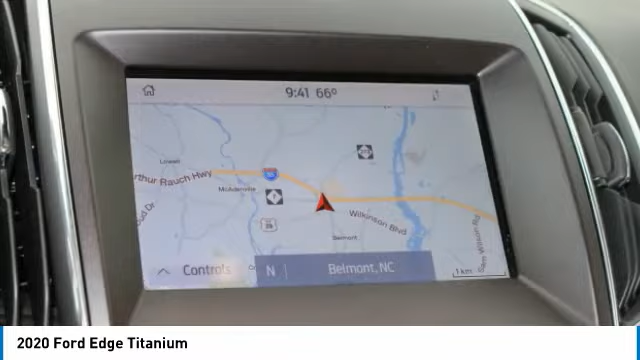 9:41 66°
Lowell
rthur Rauch Hwy
McAdenville
Wilkinson Blvd
Belmont
Controls
N
Belmont, NC
1 km
2020 Ford Edge Titanium